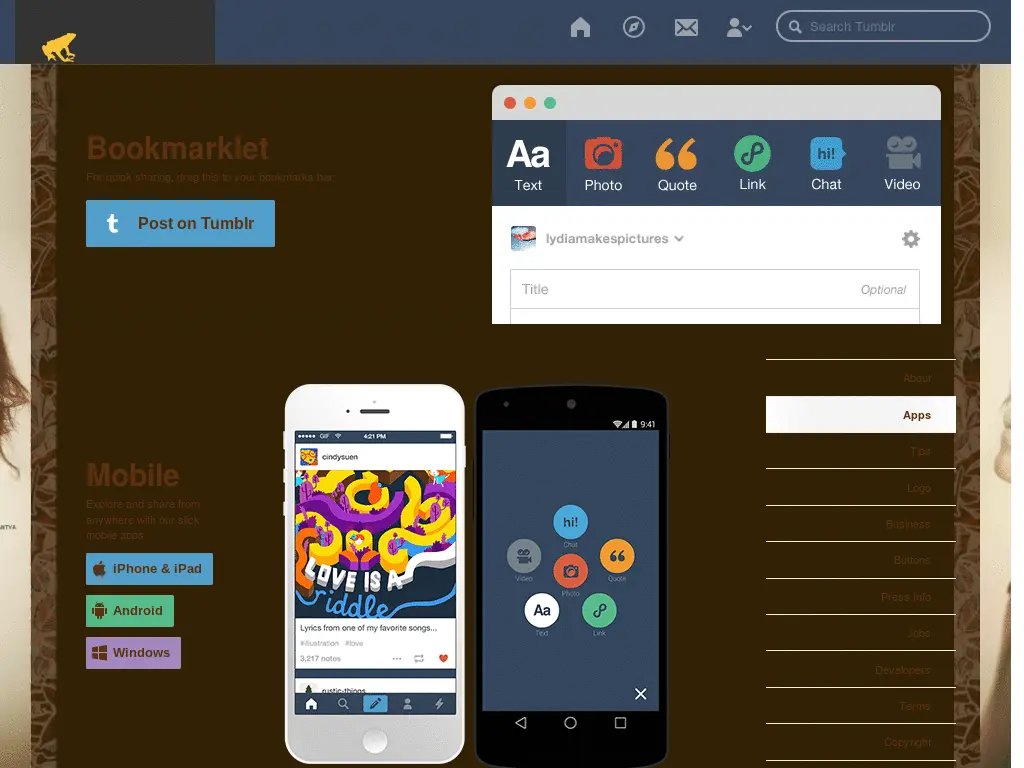 Search Tumblr
Bookmarklet
For quick sharing, drag this to your bookmarks bar:
t Post on Tumblr
Aa
hi!
Text Photo Quote Link Chat Video
lydiamakespictures
Title Optional
About
Apps
Tips
Logo
Business
Buttons
Press Info
Jobs
Developers
Terms
Copyright
Mobile
Explore and share from
anywhere with our slick
mobile apps
iPhone & iPad
Android
Windows
GIF 4:21 PM
cindysuen
LOVE IS A
riddle
Lyrics from one of my favorite songs...
#illustration #love
3,217 notes
rustic-things
9:41
hi!
Chat
Video
Quote
Photo
Aa
Text
Link